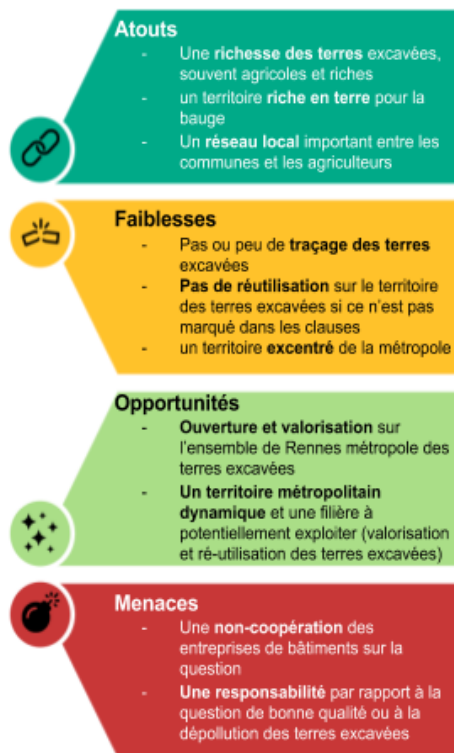 Atouts
- Une richesse des terres excavées,
souvent agricoles et riches
- un territoire riche en terre pour la
bauge
- Un réseau local important entre les
communes et les agriculteurs
Faiblesses
- Pas ou peu de traçage des terres
excavées
- Pas de réutilisation sur le territoire
des terres excavées si ce n'est pas
marqué dans les clauses
- un territoire excentré de la métropole
Opportunités
- Ouverture et valorisation sur
l'ensemble de Rennes métropole des
terres excavées
- Un territoire métropolitain
dynamique et une filière à
potentiellement exploiter (valorisation
et ré-utilisation des terres excavées)
Menaces
- Une non-coopération des
entreprises de bâtiments sur la
question
- Une responsabilité par rapport à la
question de bonne qualité ou à la
dépollution des terres excavées